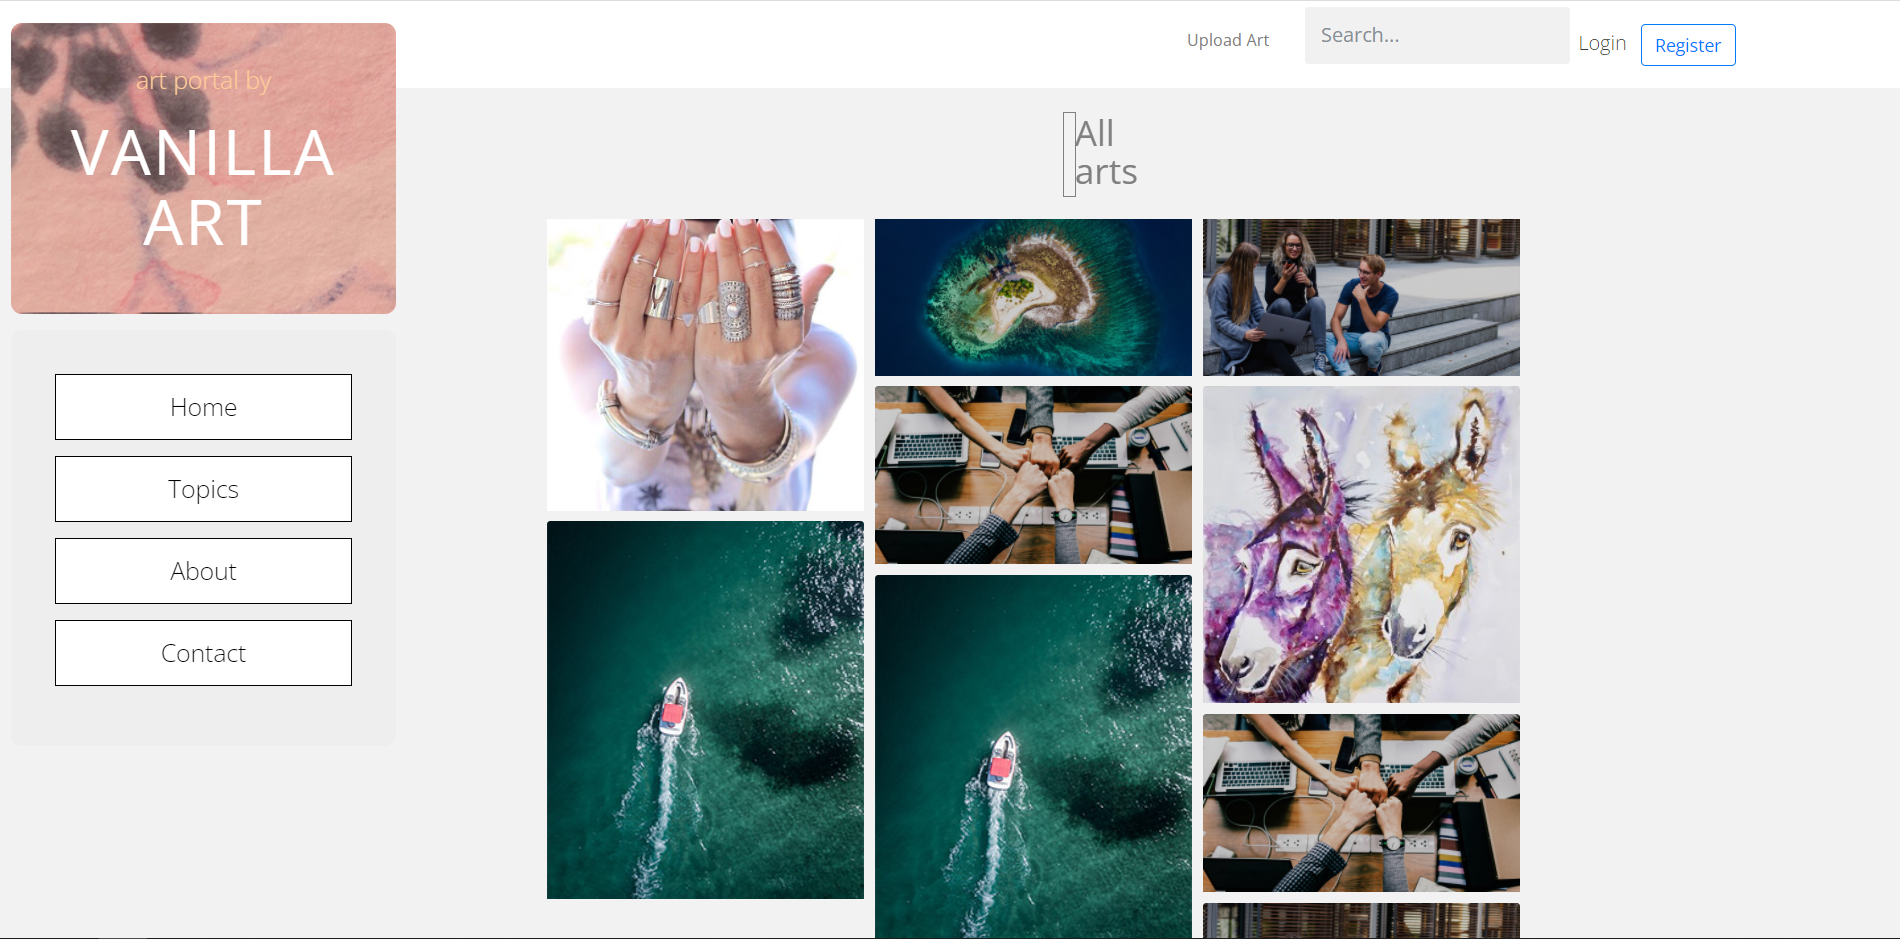 Upload Art
Search...
Login
Register
art portal by
VANILLA
ART
All
arts
Home
Topics
About
Contact